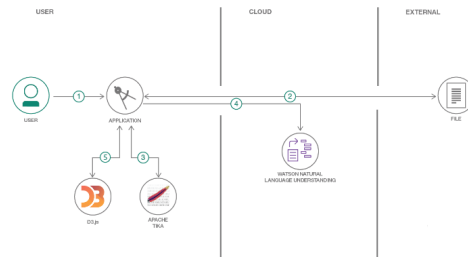 USER
CLOUD
EXTERNAL
1
2
4
USER
APPLICATION
FILE
5
3
WATSON NATURAL
LANGUAGE UNDERSTANDING
D3
D3.js
APACHE
TIKA